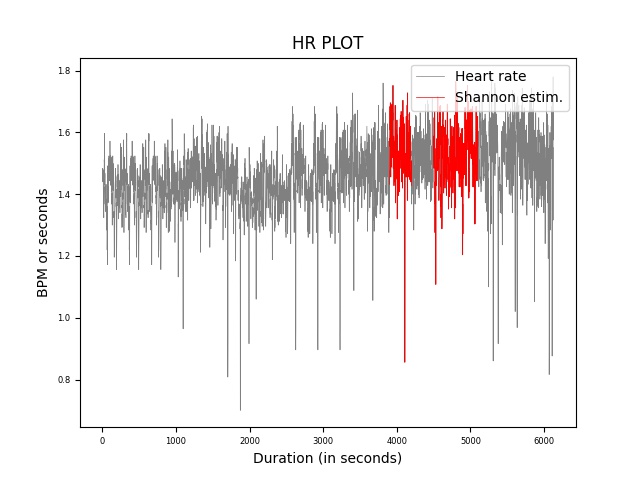 HR PLOT
Heart rate
Shannon estim.
BPM or seconds
1.8
1.6
1.4
1.2
1.0
0.8
0 1000 2000 3000 4000 5000 6000
Duration (in seconds)